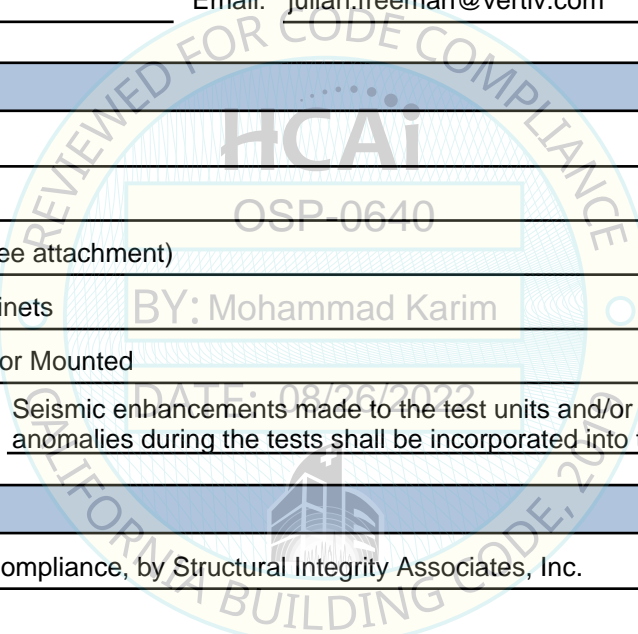 Email: julian.freeman@vertiv.com
REVIEWED FOR CODE COMPLIANCE
HCAi
OSP-0640
ee attachment)
inets
BY: Mohammad Karim
or Mounted
DATE: 08/26/2022
Seismic enhancements made to the test units and/or
anomalies during the tests shall be incorporated into
ompliance, by Structural Integrity Associates, Inc.
CALIFORNIA BUILDING CODE, 2019